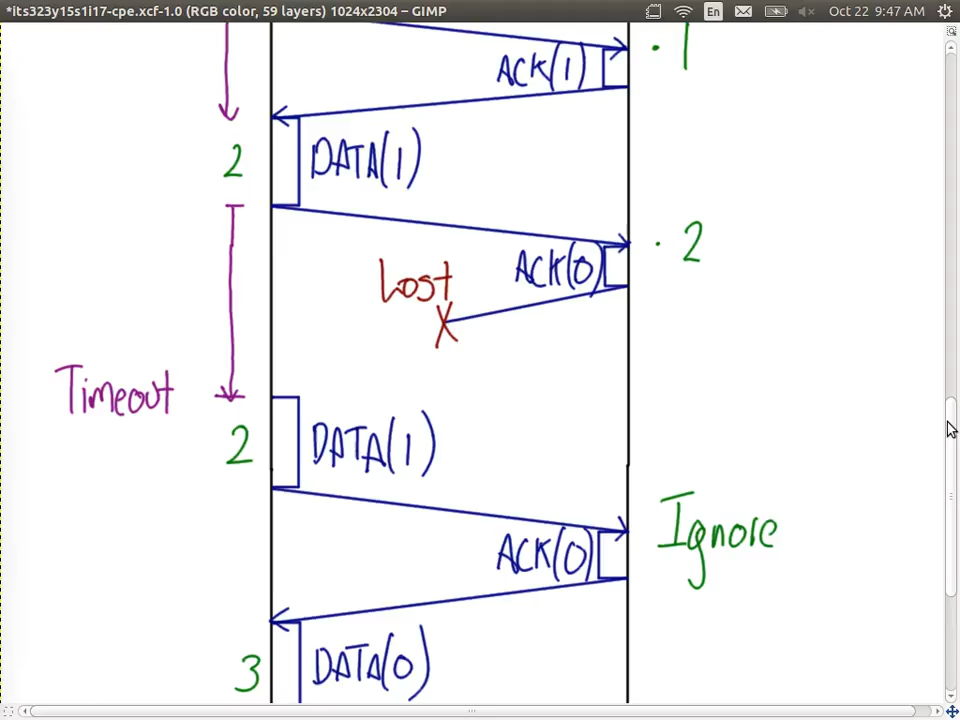 *its323y15s1i17-cpe.xcf-1.0 (RGB color, 59 layers) 1024x2304 – GIMP
En
Oct 22 9:47 AM
1
ACK(1)
2 DATA(1)
2
ACK(0)
Lost
X
Timeout
2 DATA(1)
Ignore
ACK(0)
3 DATA(0)